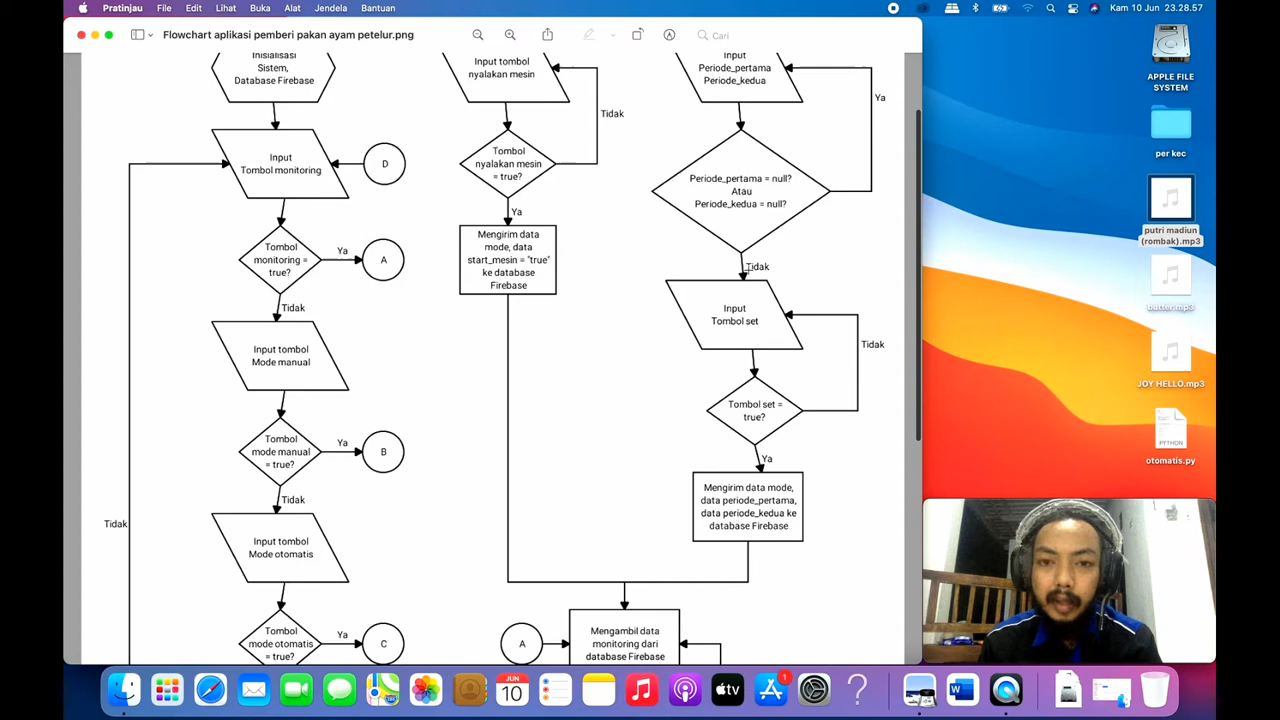 Pratinjau File Edit Lihat Buka Alat Jendela Bantuan
Kam 10 Jun 23.28.57
Flowchart aplikasi pemberi pakan ayam petelur.png
Cari
Inisialisasi
Sistem,
Database Firebase
Input
Tombol monitoring
D
Tombol
monitoring =
true?
Ya
A
Tidak
Input tombol
Mode manual
Tombol
mode manual
= true?
Ya
B
Tidak
Input tombol
Mode otomatis
Tombol
mode otomatis
= true?
Ya
C
Tidak
Input tombol
nyalakan mesin
Tidak
Tombol
nyalakan mesin
= true?
Ya
Mengirim data
mode, data
start_mesin = "true"
ke database
Firebase
Input
Periode_pertama
Periode_kedua
Ya
Periode_pertama = null?
Atau
Periode_kedua = null?
Tidak
Input
Tombol set
Tidak
Tombol set =
true?
Ya
Mengirim data mode,
data periode_pertama,
data periode_kedua ke
database Firebase
A
Mengambil data
monitoring dari
database Firebase
APPLE FILE
SYSTEM
per kec
putri madiun
(rombak).mp3
butter.mp3
JOY HELLO.mp3
PYTHON
otomatis.py
JUN
10
tv
1